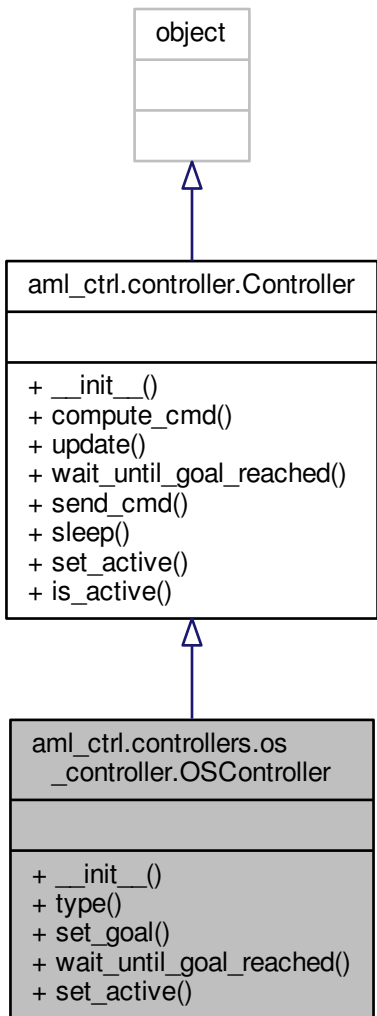 object
aml_ctrl.controller.Controller
+ __init__()
+ compute_cmd()
+ update()
+ wait_until_goal_reached()
+ send_cmd()
+ sleep()
+ set_active()
+ is_active()
aml_ctrl.controllers.os
_controller.OSController
+ __init__()
+ type()
+ set_goal()
+ wait_until_goal_reached()
+ set_active()